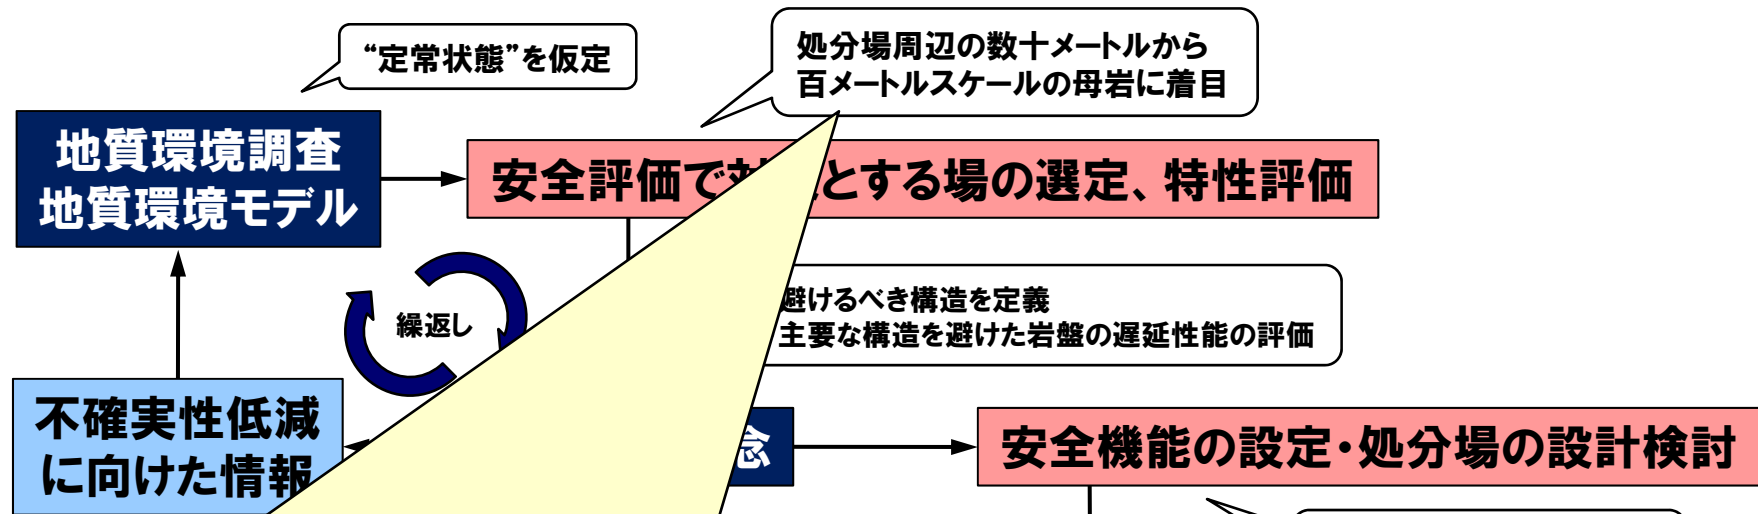 “定常状態”を仮定
処分場周辺の数十メートルから
百メートルスケールの母岩に着目
地質環境調査
地質環境モデル
安全評価で対 とする場の選定、特性評価
繰返し
避けるべき構造を定義
主要な構造を避けた岩盤の遅延性能の評価
不確実性低減
に向けた情報
念
安全機能の設定・処分場の設計検討